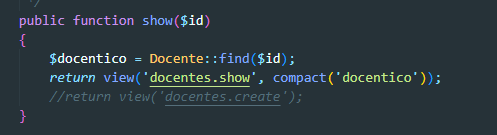 */
public function show($id)
{
$docentico = Docente::find($id);
return view('docentes.show', compact('docentico'));
//return view('docentes.create');
}